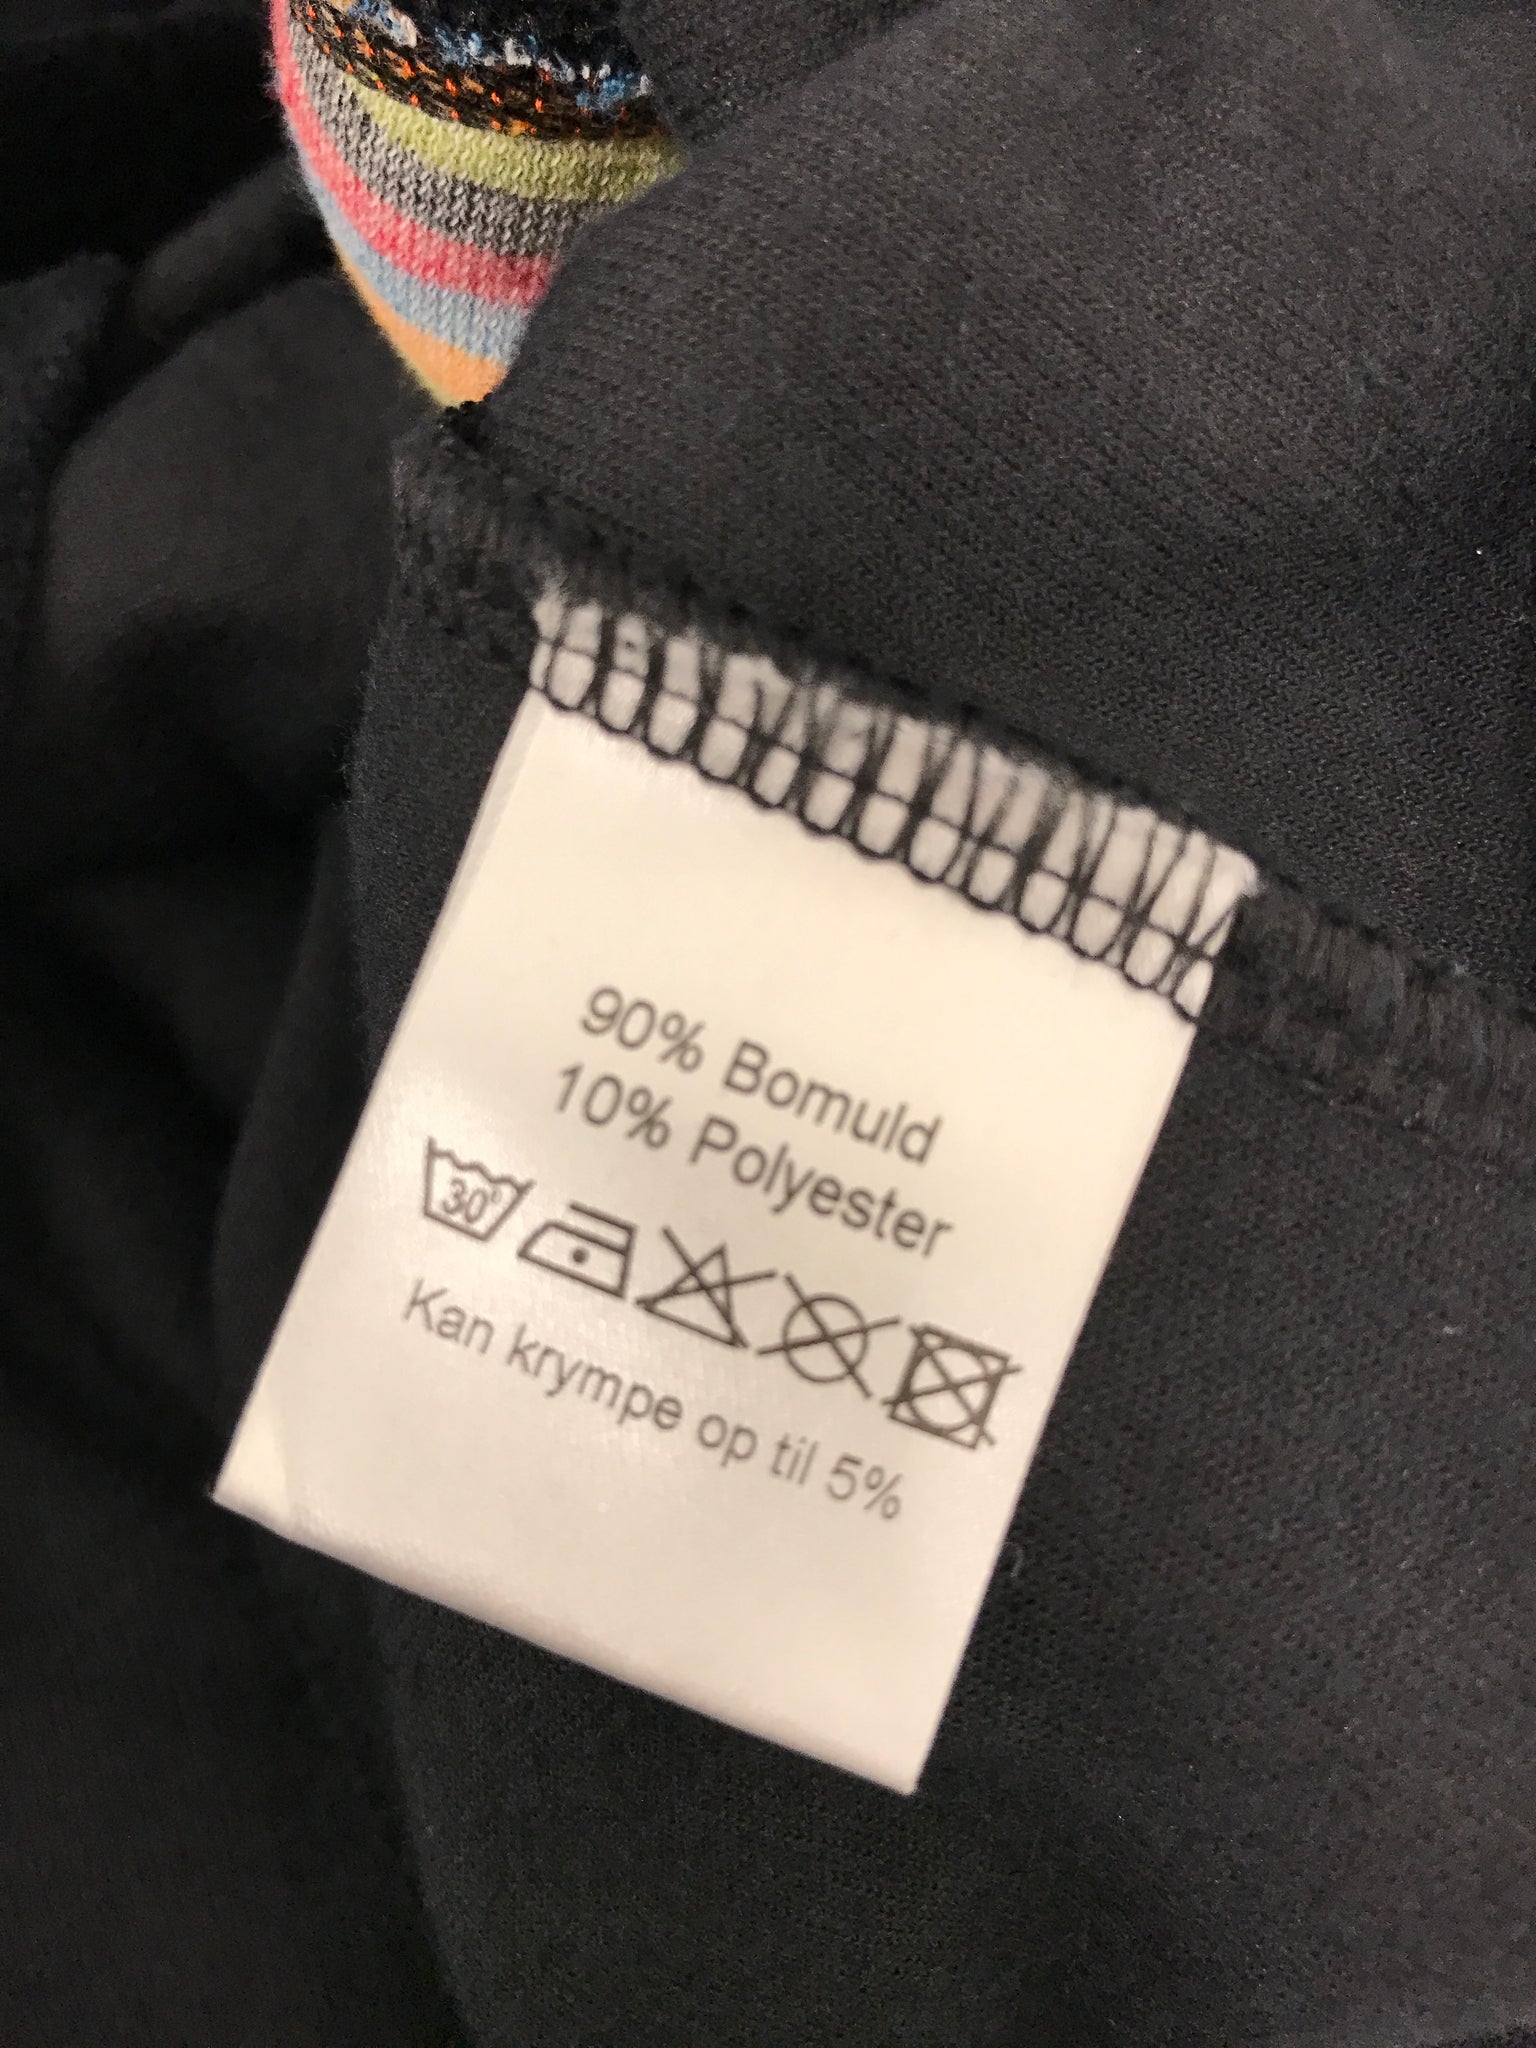 90% Bomuld
10% Polyester
30°
Kan krympe op til 5%